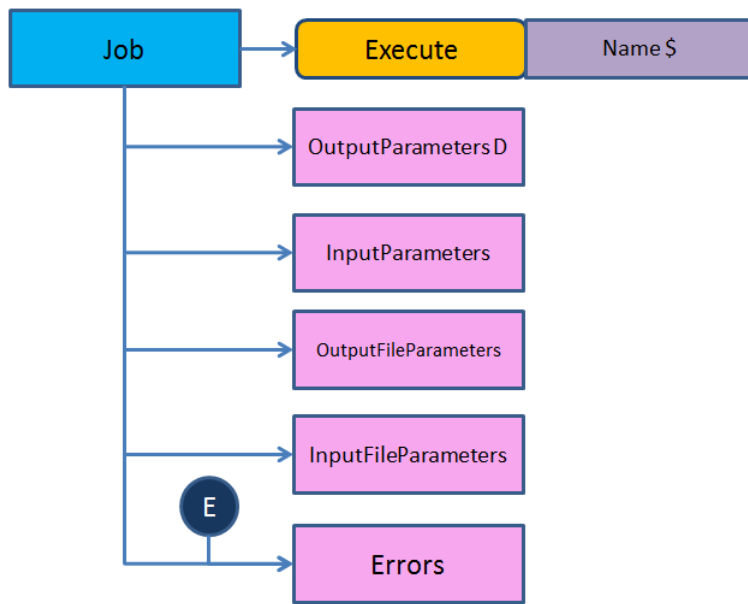 Job
Execute
Name $
OutputParameters D
InputParameters
OutputFileParameters
InputFileParameters
E
Errors